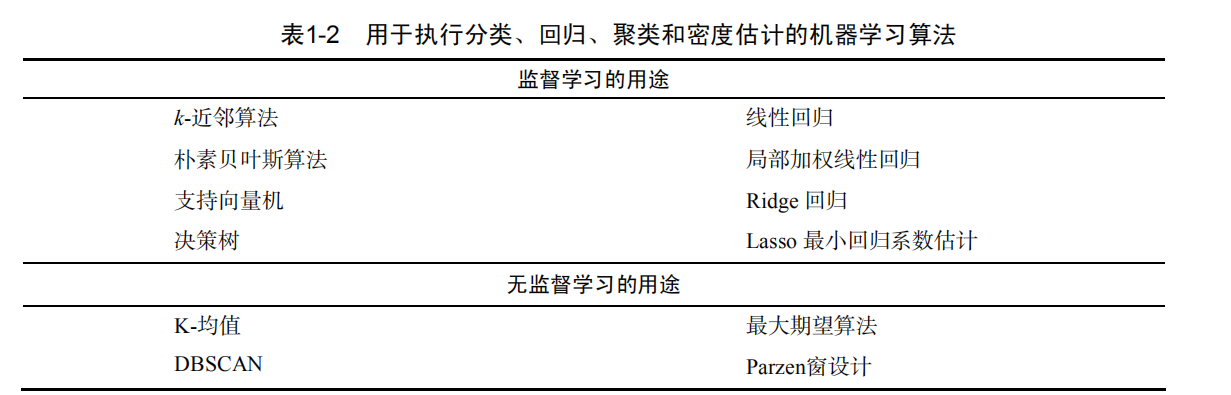 表1-2 用于执行分类、回归、聚类和密度估计的机器学习算法
监督学习的用途
k-近邻算法 线性回归
朴素贝叶斯算法 局部加权线性回归
支持向量机 Ridge 回归
决策树 Lasso 最小回归系数估计
无监督学习的用途
K-均值 最大期望算法
DBSCAN Parzen窗设计